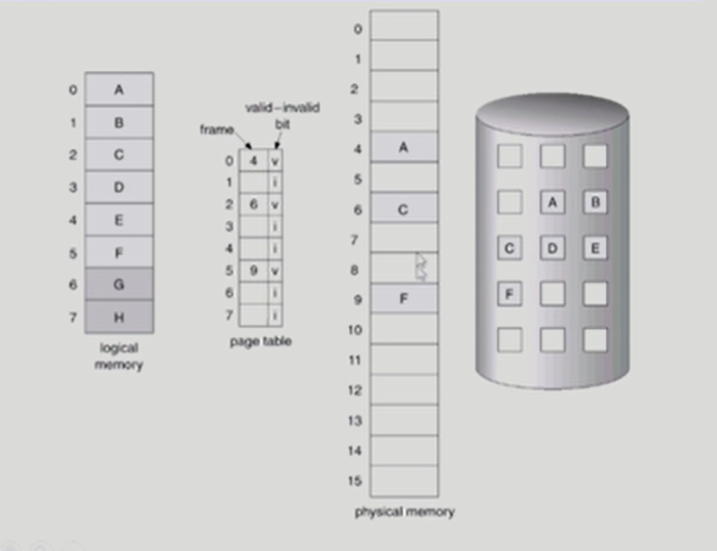 0 A
1 B
2 C
3 D
4 E
5 F
6 G
7 H
logical
memory
valid–invalid
bit
frame
0 4 v
1 i
2 6 v
3 i
4 i
5 9 v
6 i
7 i
page table
0
1
2
3
4 A
5
6 C
7
8
9 F
10
11
12
13
14
15
physical memory
A B
C D E
F